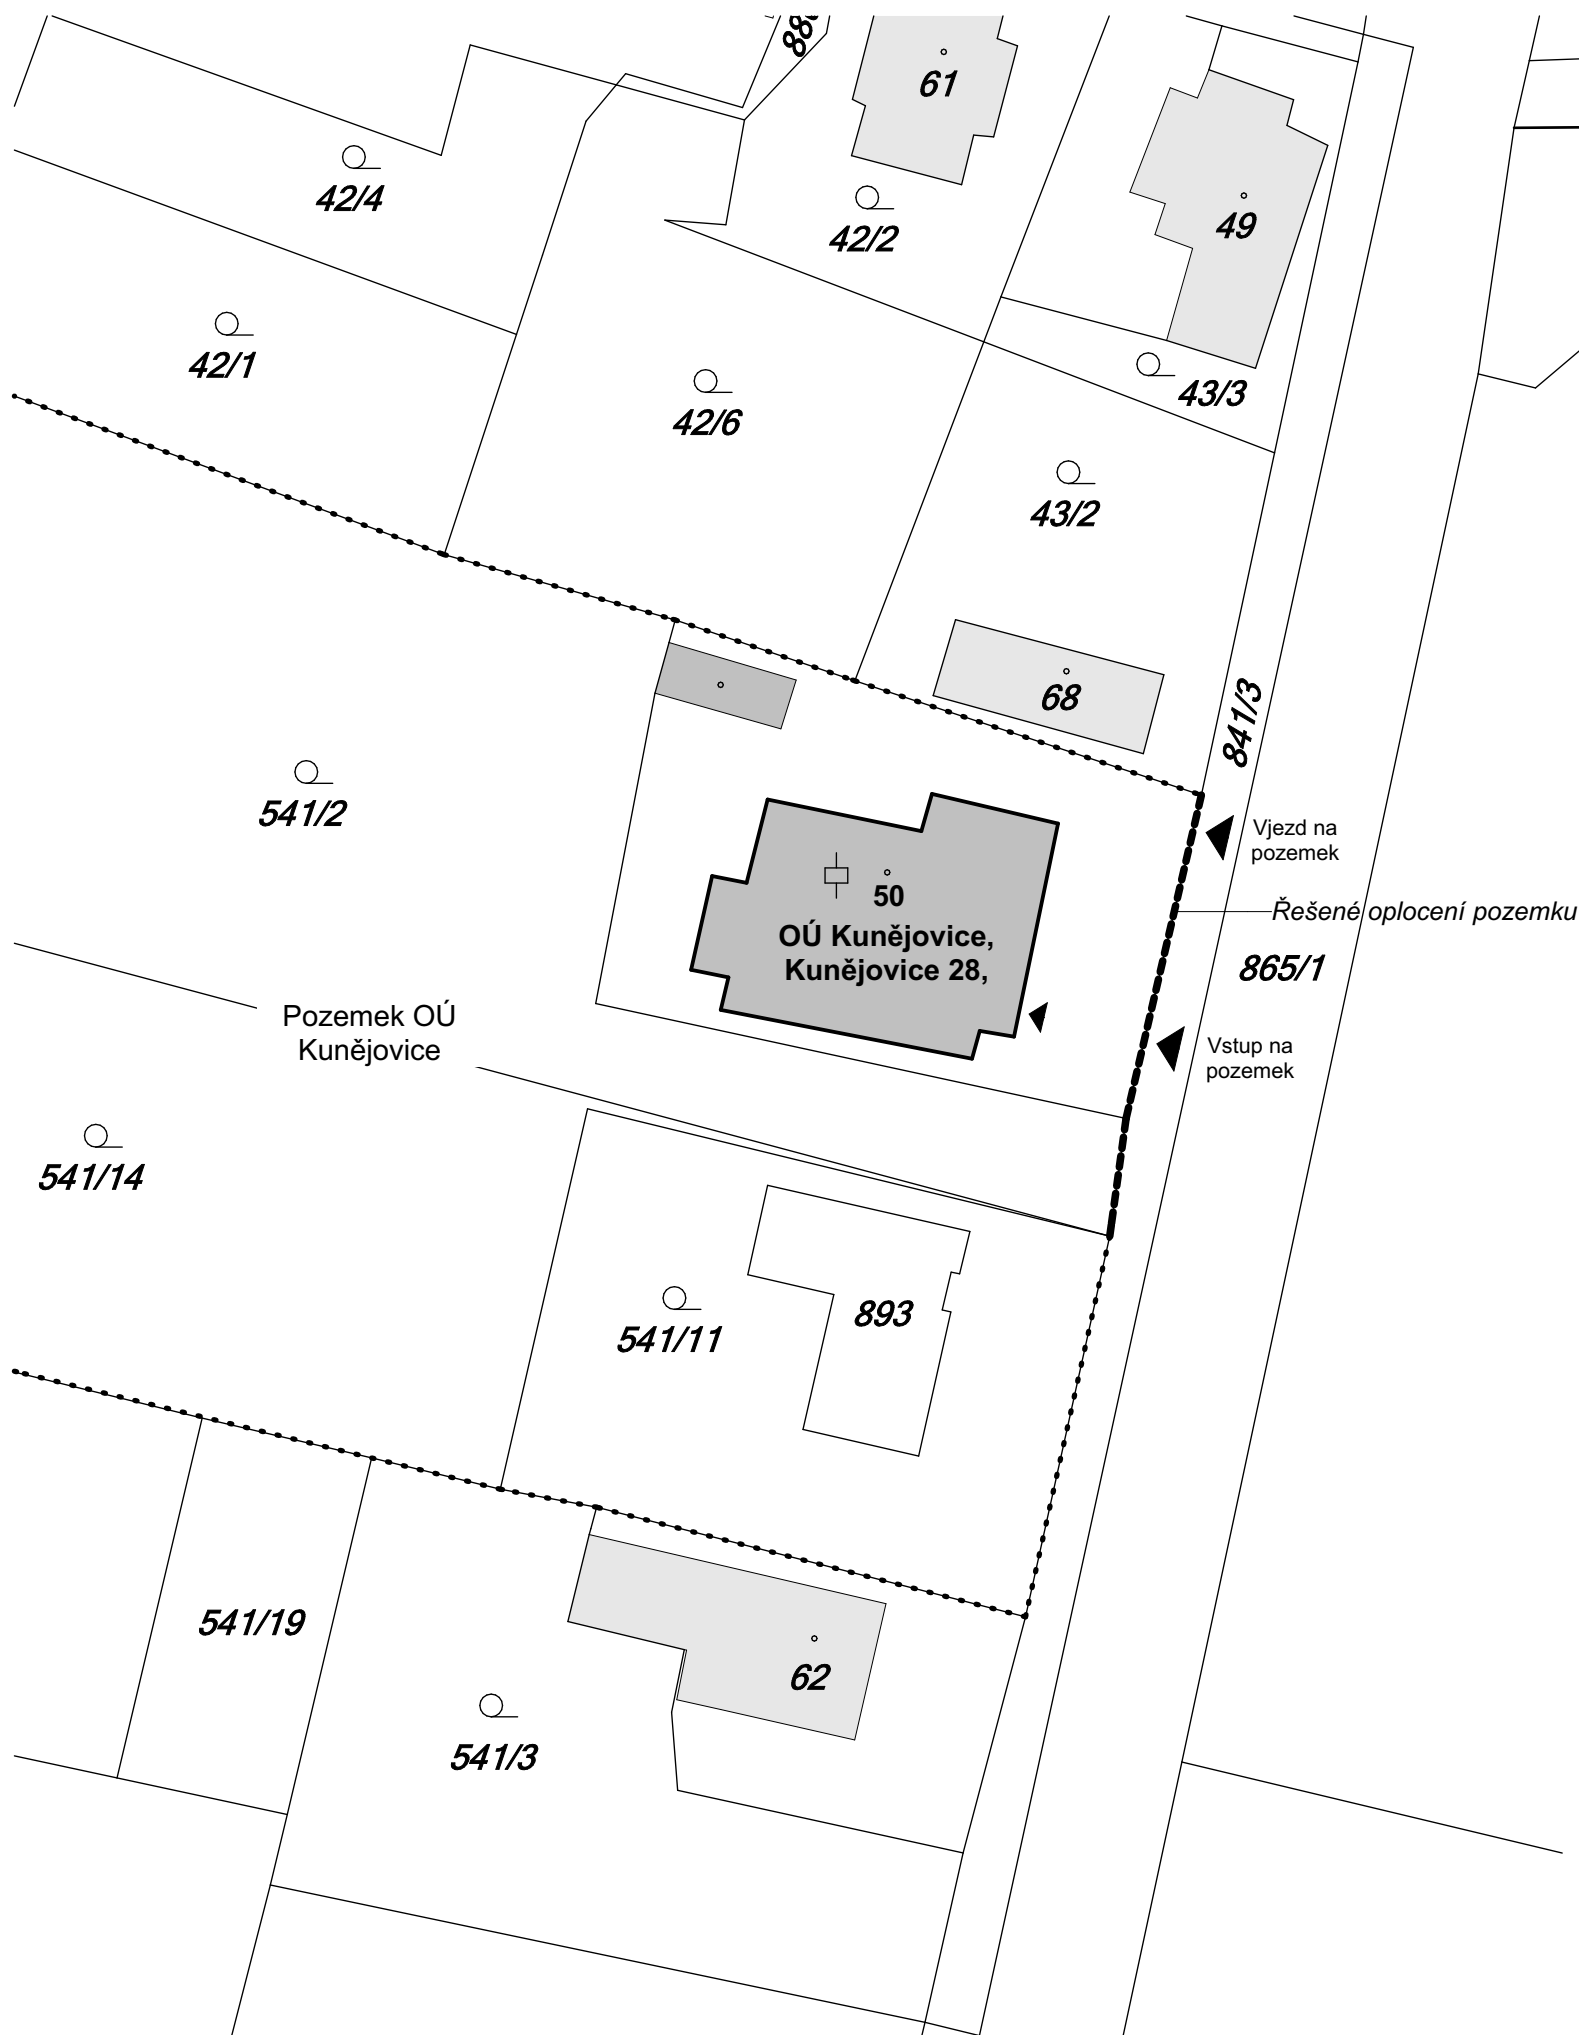 61
42/4
42/2
49
42/1
42/6
43/3
43/2
68
841/3
541/2
Vjezd na
pozemek
50
OÚ Kunějovice,
Kunějovice 28,
Řešené oplocení pozemku
865/1
Pozemek OÚ
Kunějovice
Vstup na
pozemek
541/14
541/11
893
541/19
62
541/3